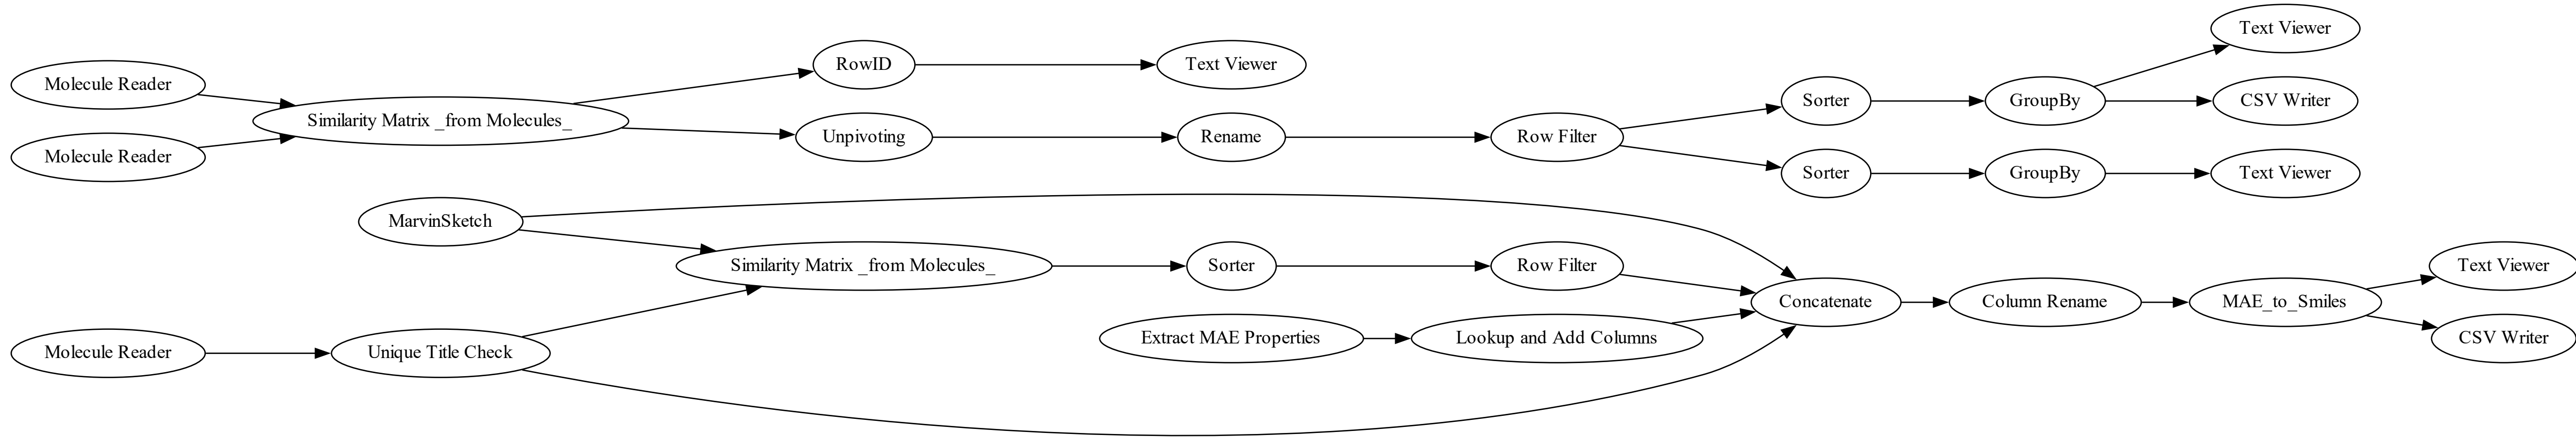 Molecule Reader
Molecule Reader
Similarity Matrix _from Molecules_
RowID
Text Viewer
Unpivoting
Rename
Row Filter
Sorter
GroupBy
Text Viewer
CSV Writer
Sorter
GroupBy
Text Viewer
MarvinSketch
Molecule Reader
Unique Title Check
Similarity Matrix _from Molecules_
Sorter
Row Filter
Extract MAE Properties
Lookup and Add Columns
Concatenate
Column Rename
MAE_to_Smiles
Text Viewer
CSV Writer